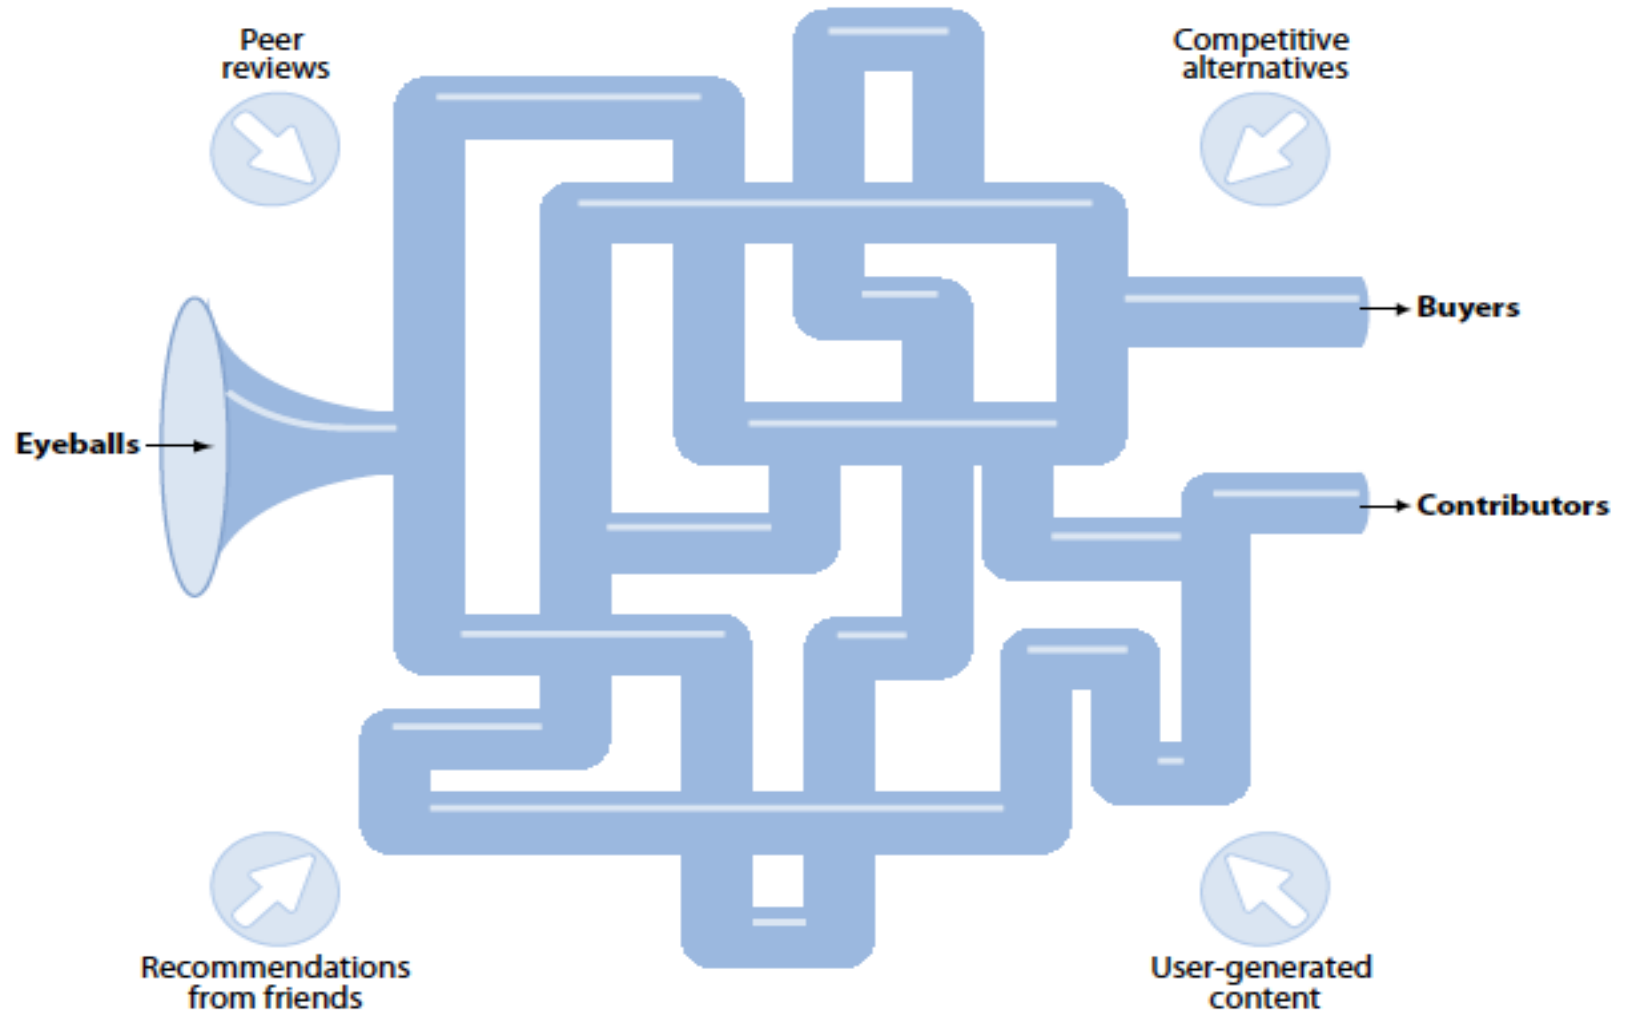 Peer
reviews
Competitive
alternatives
Buyers
Eyeballs
Contributors
Recommendations
from friends
User-generated
content